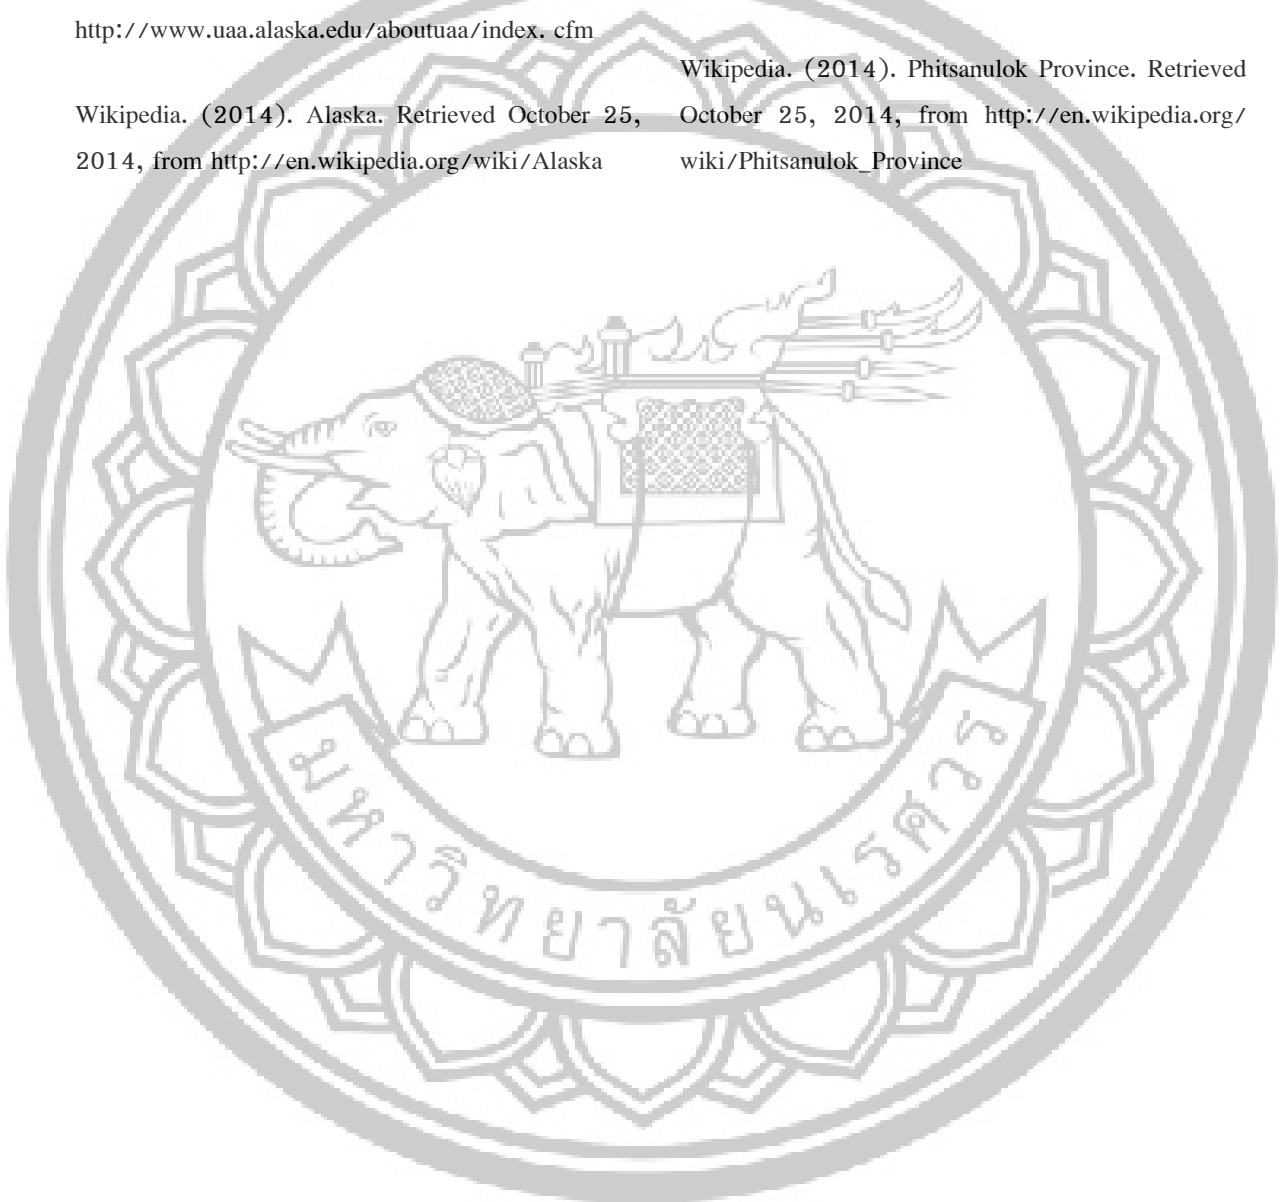 http://www.uaa.alaska.edu/aboutuaa/index. cfm
Wikipedia. (2014). Alaska. Retrieved October 25,
2014, from http://en.wikipedia.org/wiki/Alaska
Wikipedia. (2014). Phitsanulok Province. Retrieved
October 25, 2014, from http://en.wikipedia.org/
wiki/Phitsanulok_Province
มหาวิทยาลัยนเรศวร